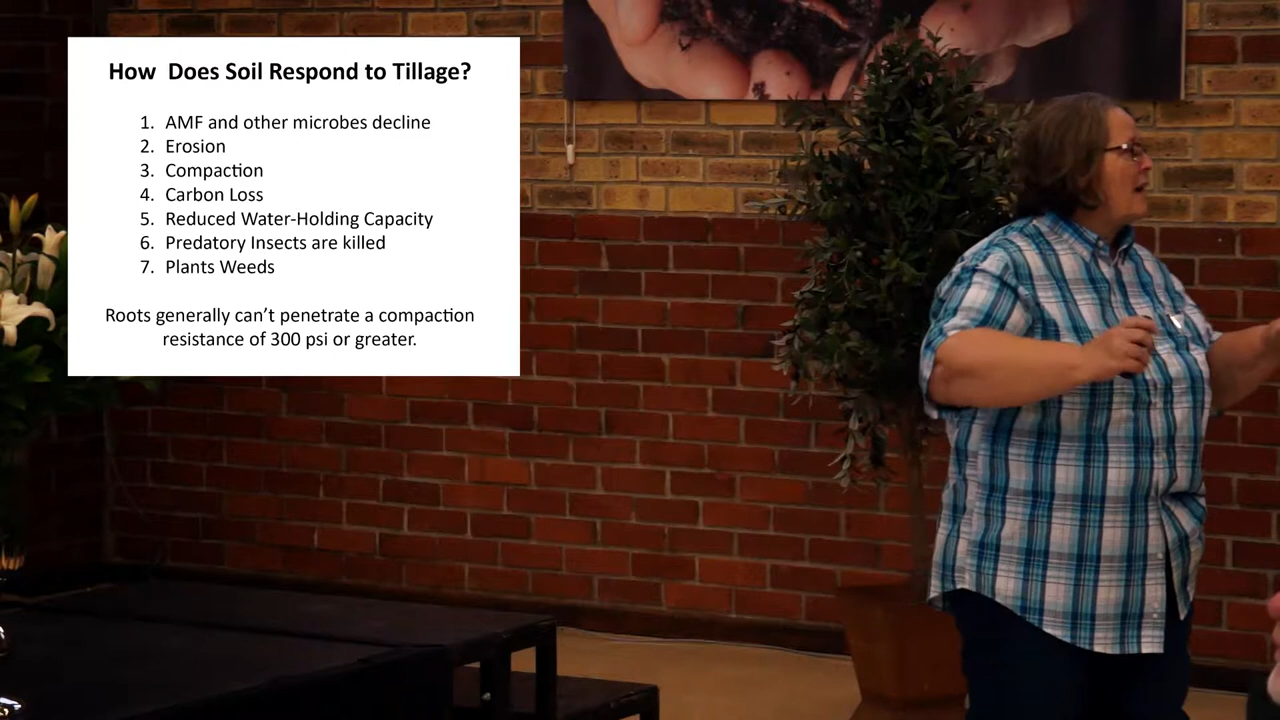 How Does Soil Respond to Tillage?
1. AMF and other microbes decline
2. Erosion
3. Compaction
4. Carbon Loss
5. Reduced Water-Holding Capacity
6. Predatory Insects are killed
7. Plants Weeds
Roots generally can't penetrate a compaction
resistance of 300 psi or greater.